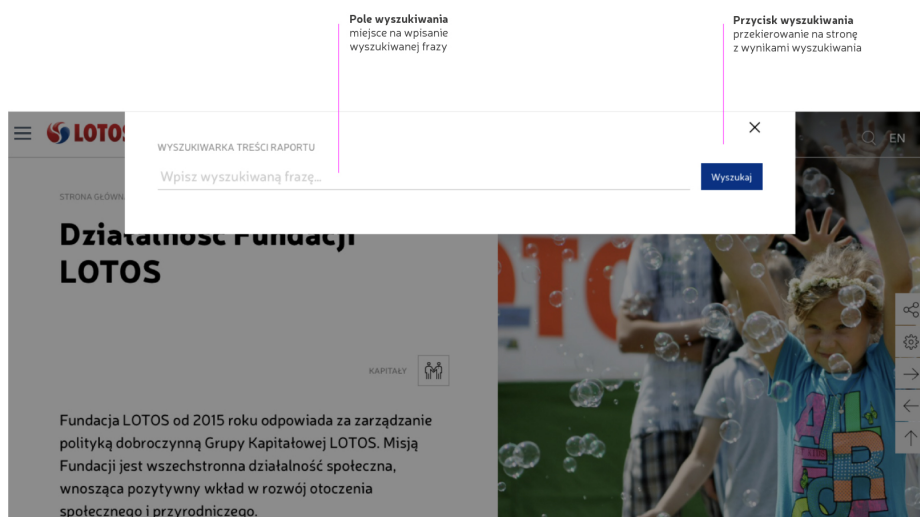 Pole wyszukiwania
miejsce na wpisanie
wyszukiwanej frazy
Przycisk wyszukiwania
przekierowanie na stronę
z wynikami wyszukiwania
LOTOS
EN
WYSZUKIWARKA TREŚCI RAPORTU
Wpisz wyszukiwaną frazę...
Wyszukaj
STRONA GŁÓWN
Działalność Fundacji
LOTOS
KAPITAŁY
Fundacja LOTOS od 2015 roku odpowiada za zarządzanie
polityką dobroczynną Grupy Kapitałowej LOTOS. Misją
Fundacji jest wszechstronna działalność społeczna,
wnosząca pozytywny wkład w rozwój otoczenia
społecznego i przyrodniczego.